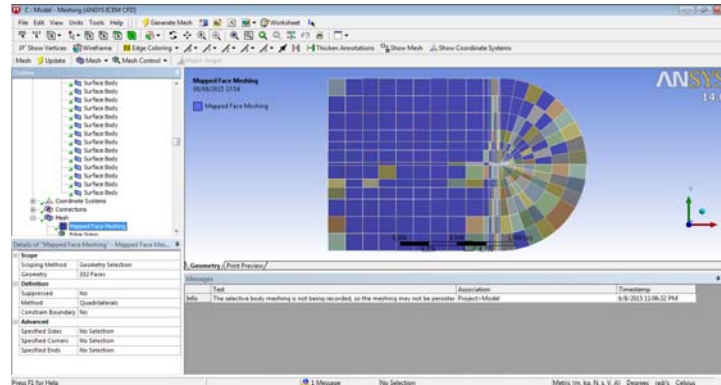 C : Model - Meshing [ANSYS ICEM CFD]
File Edit View Units Tools Help Generate Mesh Worksheet
Show Vertices Wireframe Edge Coloring Thicken Annotations Show Mesh Show Coordinate Systems
Mesh Update Mesh Mesh Control
Outline
Surface Body
Surface Body
Surface Body
Surface Body
Surface Body
Surface Body
Surface Body
Surface Body
Surface Body
Surface Body
Surface Body
Surface Body
Surface Body
Coordinate Systems
Connections
Mesh
Mapped Face Meshing
Mapped Face Meshing
Mapped Face Meshing
ANSYS
14.
Details of "Mapped Face Meshing" - Mapped Face Mes...
Scope
Scoping Method Geometry Selection
Geometry 332 Faces
Definition
Suppressed No
Method Quadrilaterals
Constrain Boundary No
Advanced
Specified Sides No Selection
Specified Corners No Selection
Specified Ends No Selection
Geometry Print Preview
Messages
Text Association Timestamp
Info The selective body meshing is not being recorded, so the meshing may not be persister Project>Model 6/8/2015 11:06:32 PM
Press F1 for Help 1 Message No Selection Metric (m, kg, N, s, V, A) Degrees rad/s Celsius